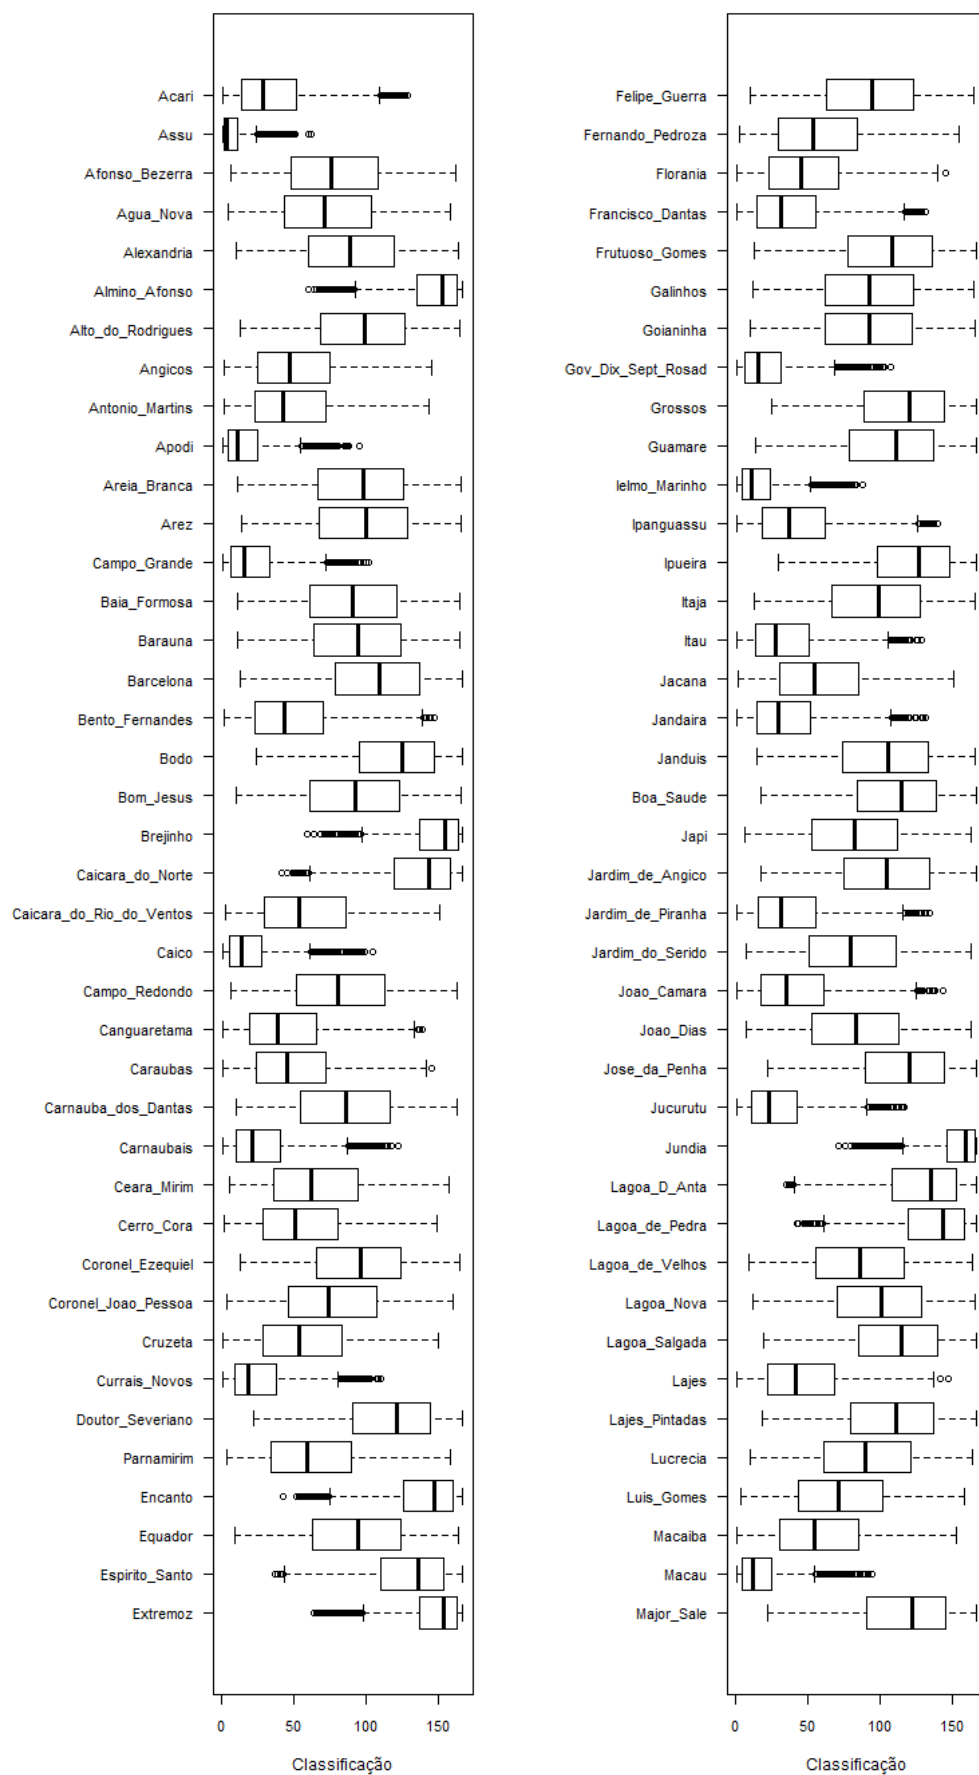 Acari
Assu
Afonso_Bezerra
Agua_Nova
Alexandria
Almino_Afonso
Alto_do_Rodrigues
Angicos
Antonio_Martins
Apodi
Areia_Branca
Arez
Campo_Grande
Baia_Formosa
Barauna
Barcelona
Bento_Fernandes
Bodo
Bom_Jesus
Brejinho
Caicara_do_Norte
Caicara_do_Rio_do_Ventos
Caico
Campo_Redondo
Canguaretama
Caraubas
Carnauba_dos_Dantas
Carnaubais
Ceara_Mirim
Cerro_Cora
Coronel_Ezequiel
Coronel_Joao_Pessoa
Cruzeta
Currais_Novos
Doutor_Severiano
Parnamirim
Encanto
Equador
Espirito_Santo
Extremoz
0 50 100 150
Classificação
Felipe_Guerra
Fernando_Pedroza
Florania
Francisco_Dantas
Frutuoso_Gomes
Galinhos
Goianinha
Gov_Dix_Sept_Rosad
Grossos
Guamare
Ielmo_Marinho
Ipanguassu
Ipueira
Itaja
Itau
Jacana
Jandaira
Janduis
Boa_Saude
Japi
Jardim_de_Angico
Jardim_de_Piranha
Jardim_do_Serido
Joao_Camara
Joao_Dias
Jose_da_Penha
Jucurutu
Jundia
Lagoa_D_Anta
Lagoa_de_Pedra
Lagoa_de_Velhos
Lagoa_Nova
Lagoa_Salgada
Lajes
Lajes_Pintadas
Lucrecia
Luis_Gomes
Macaiba
Macau
Major_Sale
0 50 100 150
Classificação